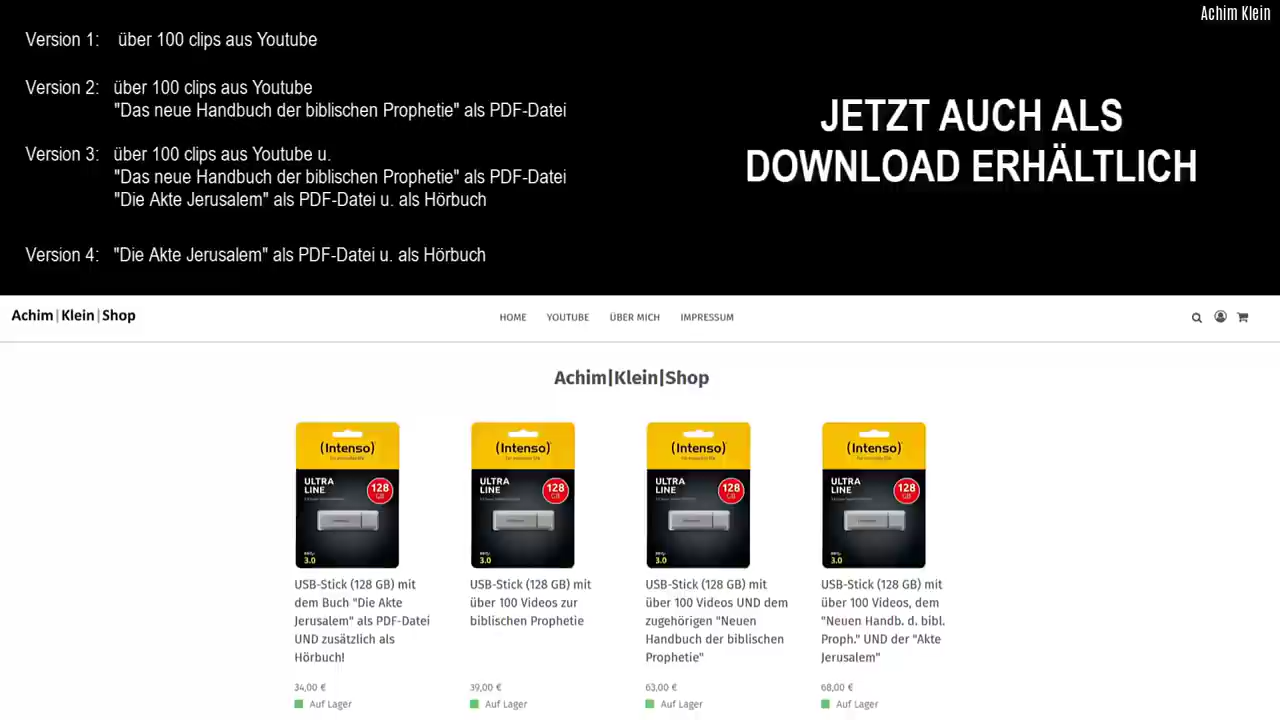 Achim Klein
Version 1: über 100 clips aus Youtube
Version 2: über 100 clips aus Youtube
"Das neue Handbuch der biblischen Prophetie" als PDF-Datei
Version 3: über 100 clips aus Youtube u.
"Das neue Handbuch der biblischen Prophetie" als PDF-Datei
"Die Akte Jerusalem" als PDF-Datei u. als Hörbuch
Version 4: "Die Akte Jerusalem" als PDF-Datei u. als Hörbuch
JETZT AUCH ALS
DOWNLOAD ERHÄLTLICH
Achim|Klein|Shop
HOME YOUTUBE ÜBER MICH IMPRESSUM
Achim|Klein|Shop
(Intenso)
ULTRA
LINE
128
GB
3.0
USB-Stick (128 GB) mit
dem Buch "Die Akte
Jerusalem" als PDF-Datei
UND zusätzlich als
Hörbuch!
34,00 €
Auf Lager
(Intenso)
ULTRA
LINE
128
GB
3.0
USB-Stick (128 GB) mit
über 100 Videos zur
biblischen Prophetie
39,00 €
Auf Lager
(Intenso)
ULTRA
LINE
128
GB
3.0
USB-Stick (128 GB) mit
über 100 Videos UND dem
zugehörigen "Neuen
Handbuch der biblischen
Prophetie"
63,00 €
Auf Lager
(Intenso)
ULTRA
LINE
128
GB
3.0
USB-Stick (128 GB) mit
über 100 Videos, dem
"Neuen Handb. d. bibl.
Proph." UND der "Akte
Jerusalem"
68,00 €
Auf Lager